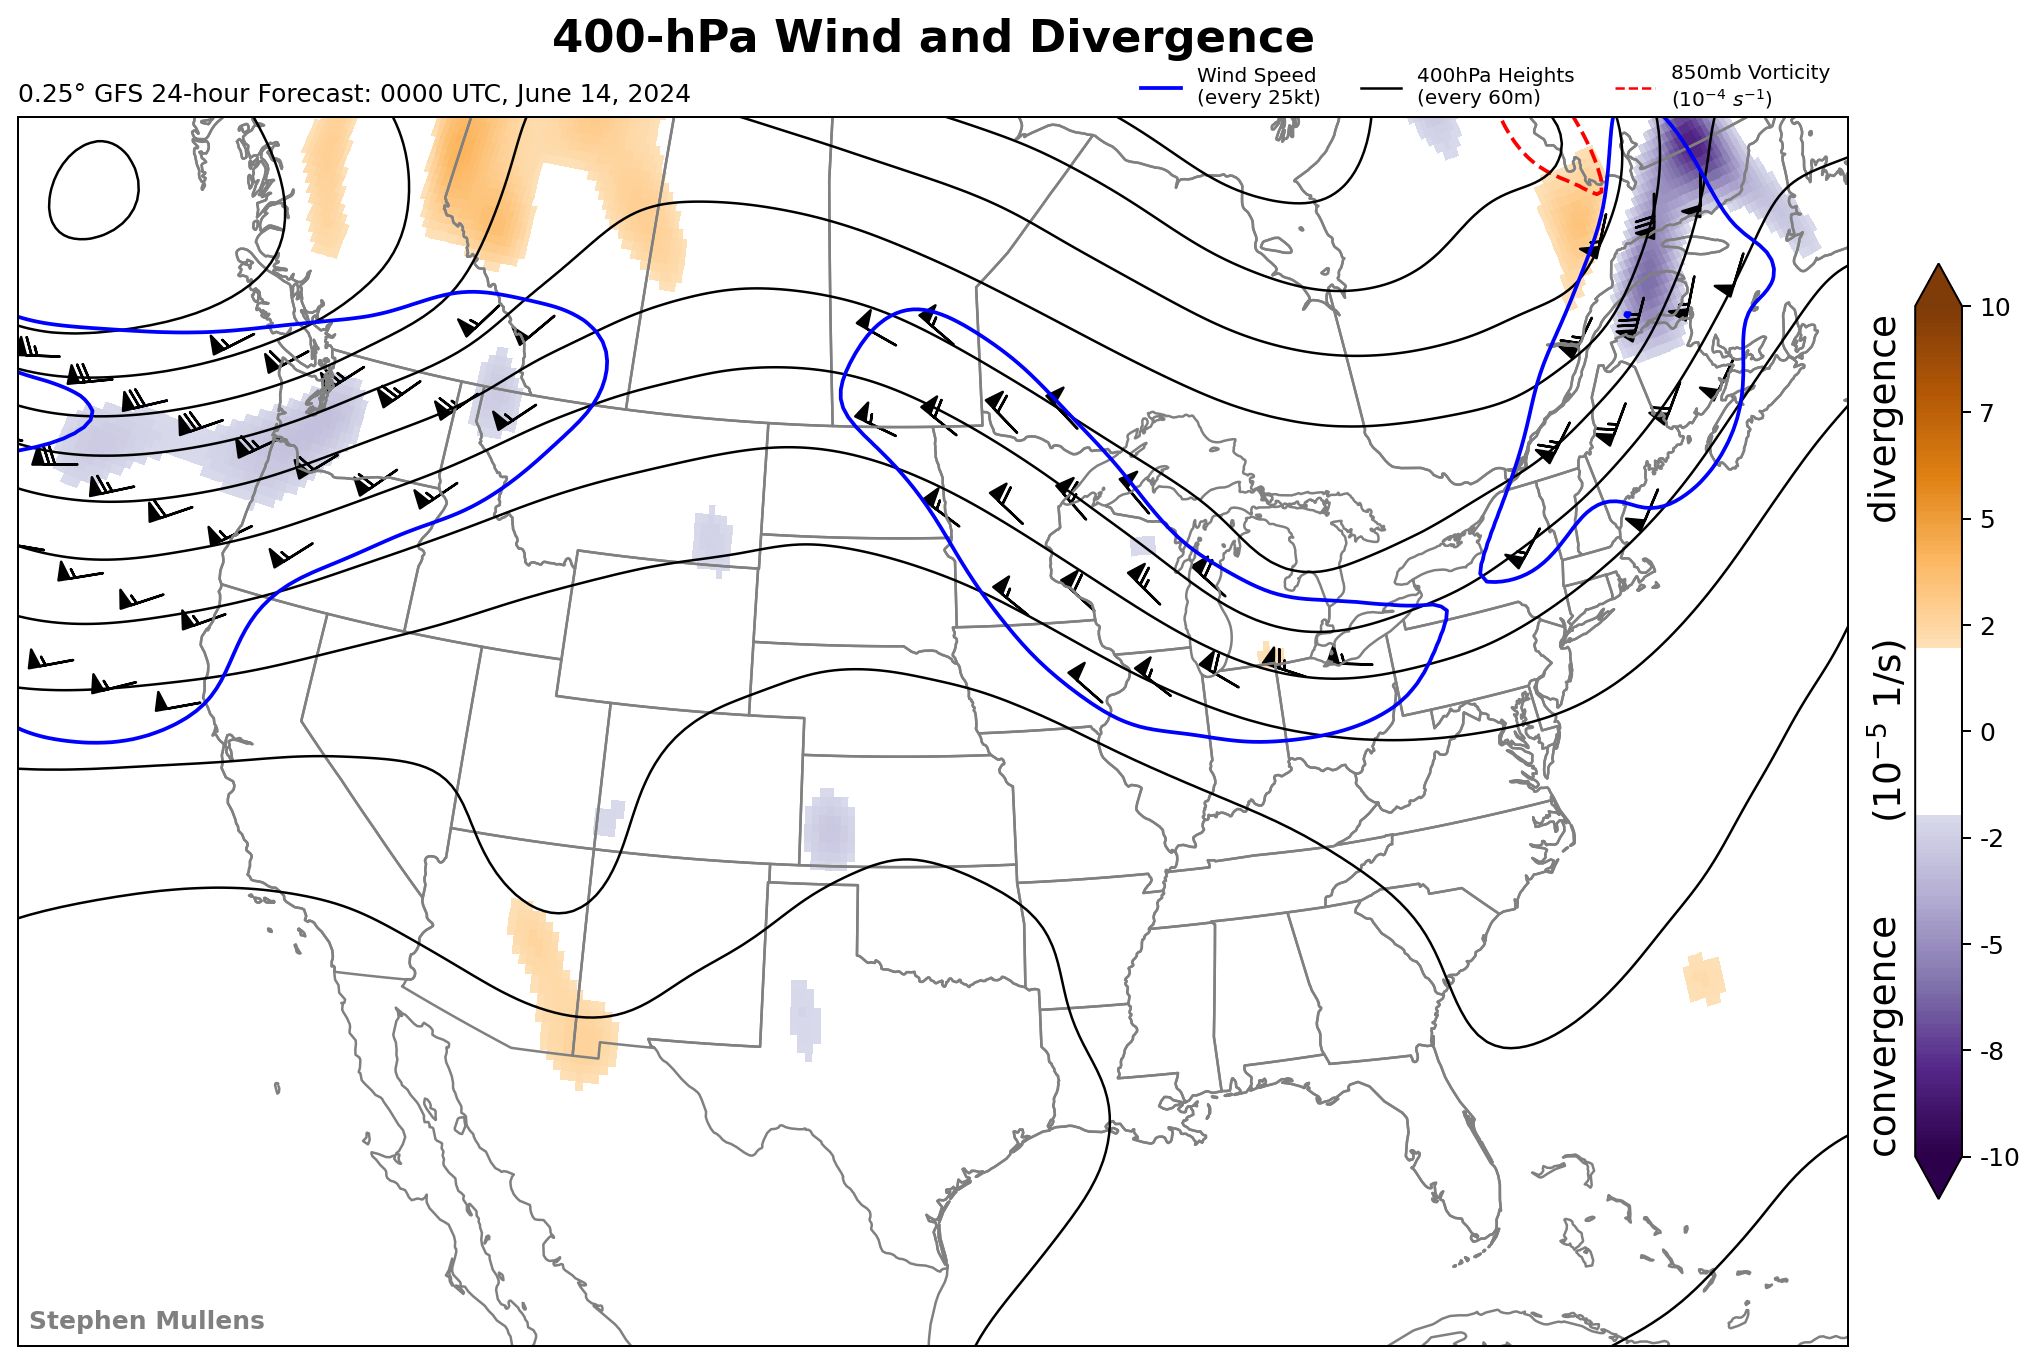 400-hPa Wind and Divergence
0.25° GFS 24-hour Forecast: 0000 UTC, June 14, 2024
Wind Speed
(every 25kt)
400hPa Heights
(every 60m)
850mb Vorticity
(10⁻⁴ s⁻¹)
10
7
5
2
0
-2
-5
-8
-10
convergence (10⁻⁵ 1/s) divergence
Stephen Mullens